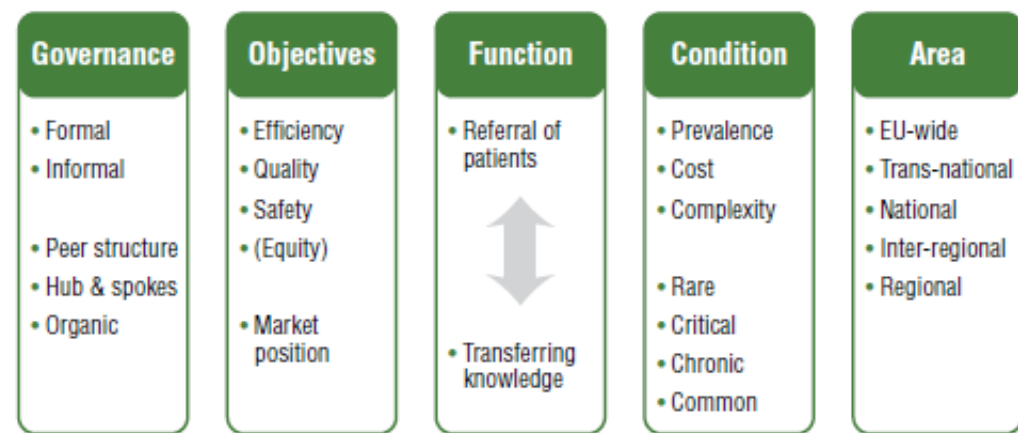 Governance
• Formal
• Informal
• Peer structure
• Hub & spokes
• Organic
Objectives
• Efficiency
• Quality
• Safety
• (Equity)
• Market
position
Function
• Referral of
patients
• Transferring
knowledge
Condition
• Prevalence
• Cost
• Complexity
• Rare
• Critical
• Chronic
• Common
Area
• EU-wide
• Trans-national
• National
• Inter-regional
• Regional